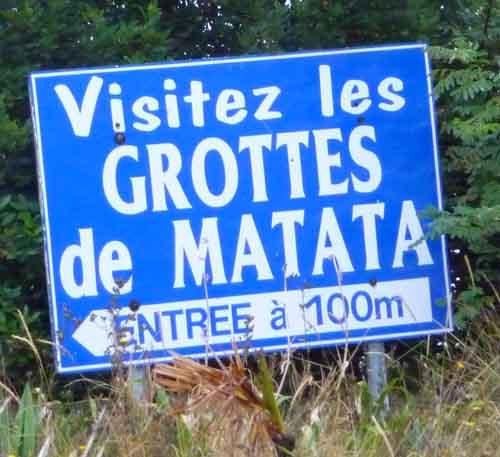 Visitez les
GROTTES
de MATATA
ENTREE à 100m